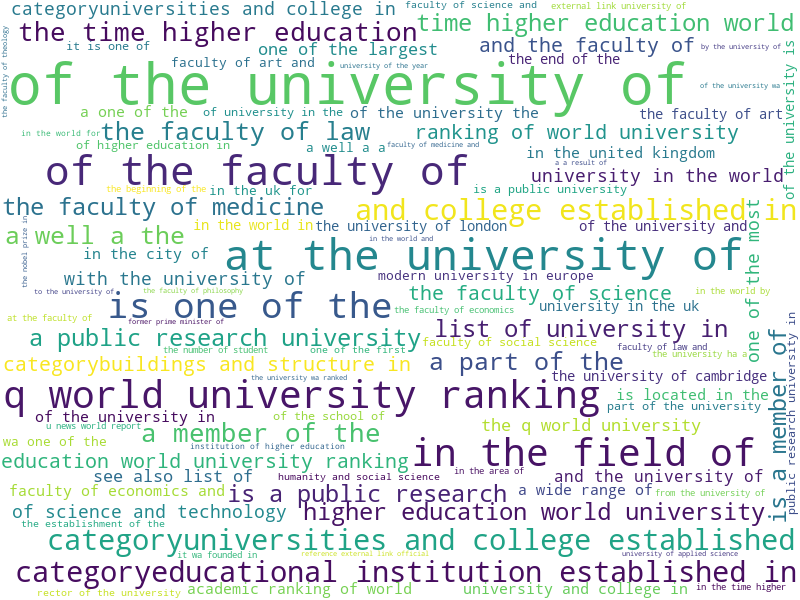 categoryuniversities and college in
faculty of science and
external link university of
the time higher education
time higher education world
it is one of
one of the largest
and the faculty of
by the university of
the faculty of theology
faculty of art and
university of the year
the end of the
of the university of
of the university wa
of the university is
a one of the
of university in the
of the university the
the faculty of art
in the world for
the faculty of law
ranking of world university
of higher education in
a well a a
faculty of medicine and
in the united kingdom
of the faculty of
a a result of
university in the world
the beginning of the
in the uk for
is a public university
the faculty of medicine
and college established in
a well a the
in the world in
the university of london
of the university and
in the world and
the nobel prize in
in the city of
at the university of
one of the most
with the university of
modern university in europe
to the university of
the faculty of philosophy
the faculty of science
in the world by
is one of the
the faculty of economics
university in the uk
at the faculty of
former prime minister of
list of university in
a public research university
faculty of social science
faculty of law and
the number of student
one of the first
the university ha a
categorybuildings and structure in
a part of the
is a member of
public research university in
the university wa ranked
the university of cambridge
q world university ranking
is located in the
part of the university
of the university in
of the school of
u news world report
a member of the
the q world university
wa one of the
institution of higher education
in the field of
education world university ranking
see also list of
humanity and social science
in the area of
and the university of
faculty of economics and
is a public research
a wide range of
from the university of
of science and technology
higher education world university
the establishment of the
categoryuniversities and college established
it wa founded in
reference external link official
university of applied science
categoryeducational institution established in
rector of the university
academic ranking of world
university and college in
in the time higher